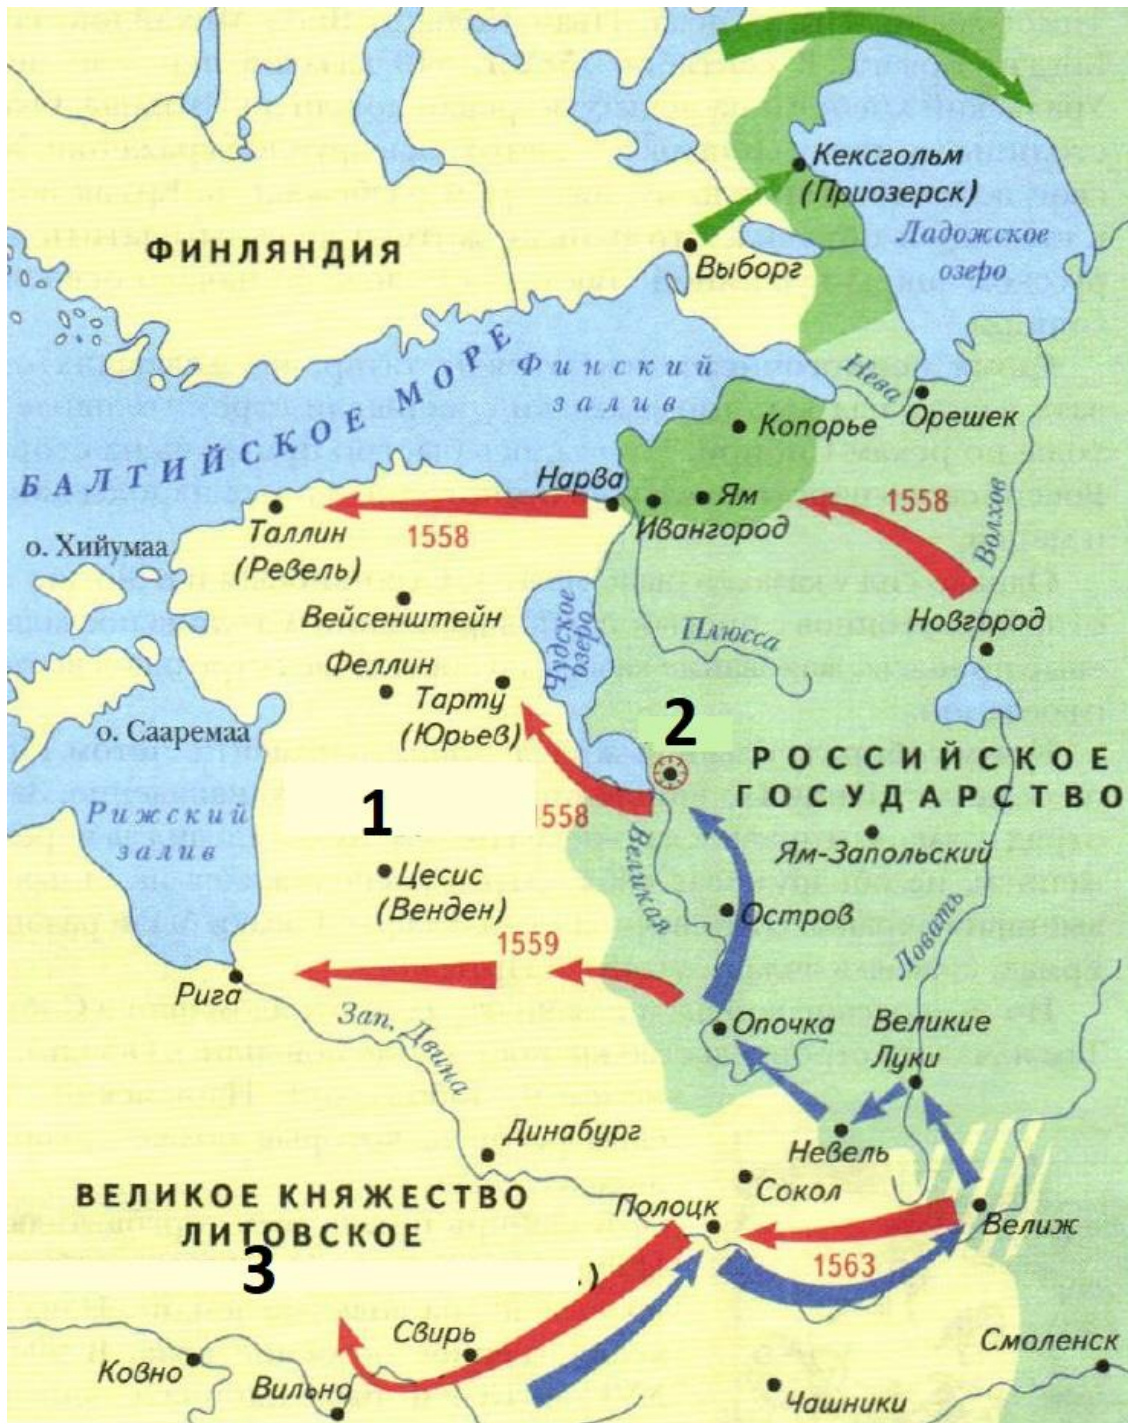 Кексгольм
(Приозерск)
ФИНЛЯНДИЯ
Ладожское
озеро
Выборг
БАЛТИЙСКОЕ МОРЕ
Финский
залив
Нева
Орешек
Копорье
Нарва
Ям
Ивангород
1558
Волхов
Таллин
(Ревель)
1558
о. Хийумаа
Вейсенштейн
Чудское
озеро
Плюсса
Новгород
Феллин
Тарту
(Юрьев)
о. Сааремаа
2
РОССИЙСКОЕ
ГОСУДАРСТВО
1
1558
Рижский
залив
Великая
Ям-Запольский
Цесис
(Венден)
Остров
Ловать
1559
Рига
Зап. Двина
Опочка
Великие
Луки
Динабург
Невель
Сокол
ВЕЛИКОЕ КНЯЖЕСТВО
ЛИТОВСКОЕ
Полоцк
Велиж
3
)
1563
Свирь
Смоленск
Ковно
Вильно
Чашники